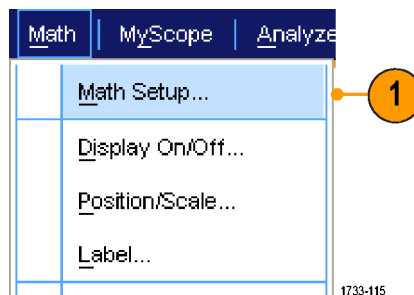 Math | MyScope | Analyze
Math Setup...
1
Display On/Off...
Position/Scale...
Label...
1733-115